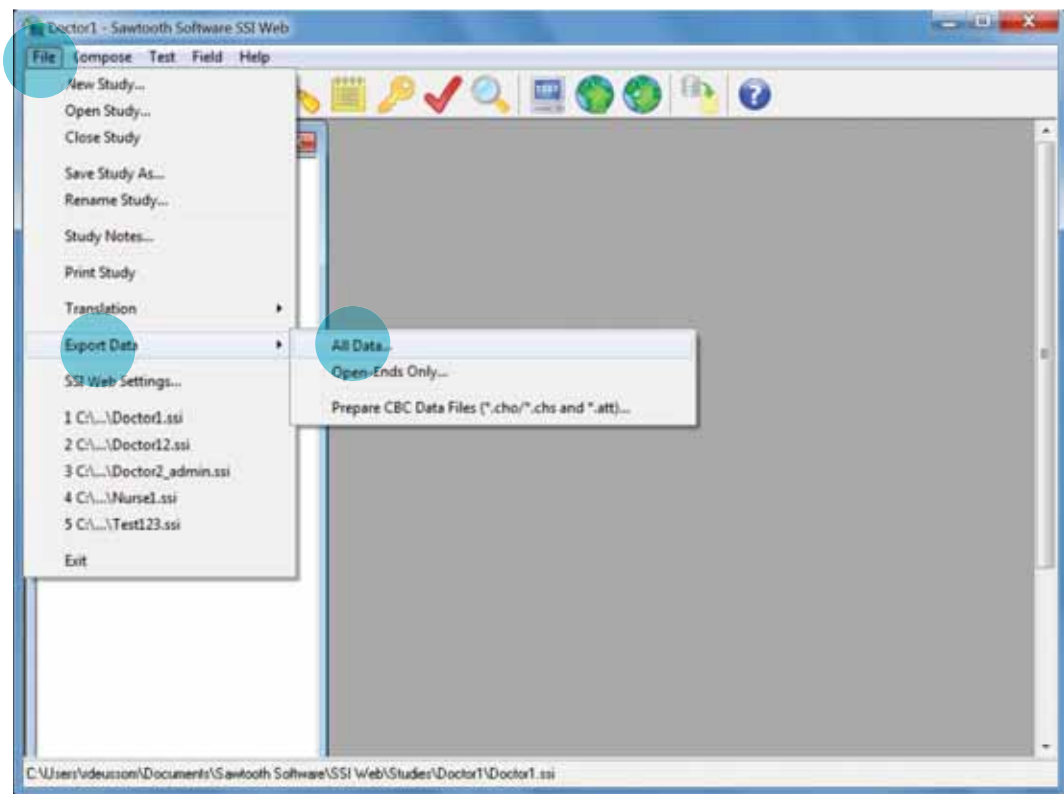 Doctor1 - Sawtooth Software SSI Web
File Compose Test Field Help
New Study...
Open Study...
Close Study
Save Study As...
Rename Study...
Study Notes...
Print Study
Translation
Export Data
All Data...
Open-Ends Only...
Prepare CBC Data Files (*.cho/*.chs and *.att)...
SSI Web Settings...
1 C:\...\Doctor1.ssi
2 C:\...\Doctor12.ssi
3 C:\...\Doctor2_admin.ssi
4 C:\...\Nurse1.ssi
5 C:\...\Test123.ssi
Exit
C:\Users\vdeusson\Documents\Sawtooth Software\SSI Web\Studies\Doctor1\Doctor1.ssi